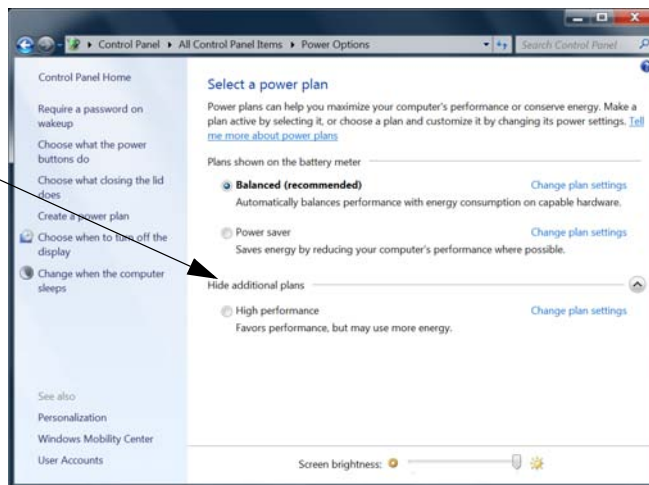 Control Panel ▸ All Control Panel Items ▸ Power Options
Search Control Panel
Control Panel Home
Require a password on
wakeup
Choose what the power
buttons do
Choose what closing the lid
does
Create a power plan
Choose when to turn off the
display
Change when the computer
sleeps
See also
Personalization
Windows Mobility Center
User Accounts
Select a power plan
Power plans can help you maximize your computer's performance or conserve energy. Make a
plan active by selecting it, or choose a plan and customize it by changing its power settings. Tell
me more about power plans
Plans shown on the battery meter
Balanced (recommended) Change plan settings
Automatically balances performance with energy consumption on capable hardware.
Power saver Change plan settings
Saves energy by reducing your computer's performance where possible.
Hide additional plans
High performance Change plan settings
Favors performance, but may use more energy.
Screen brightness: